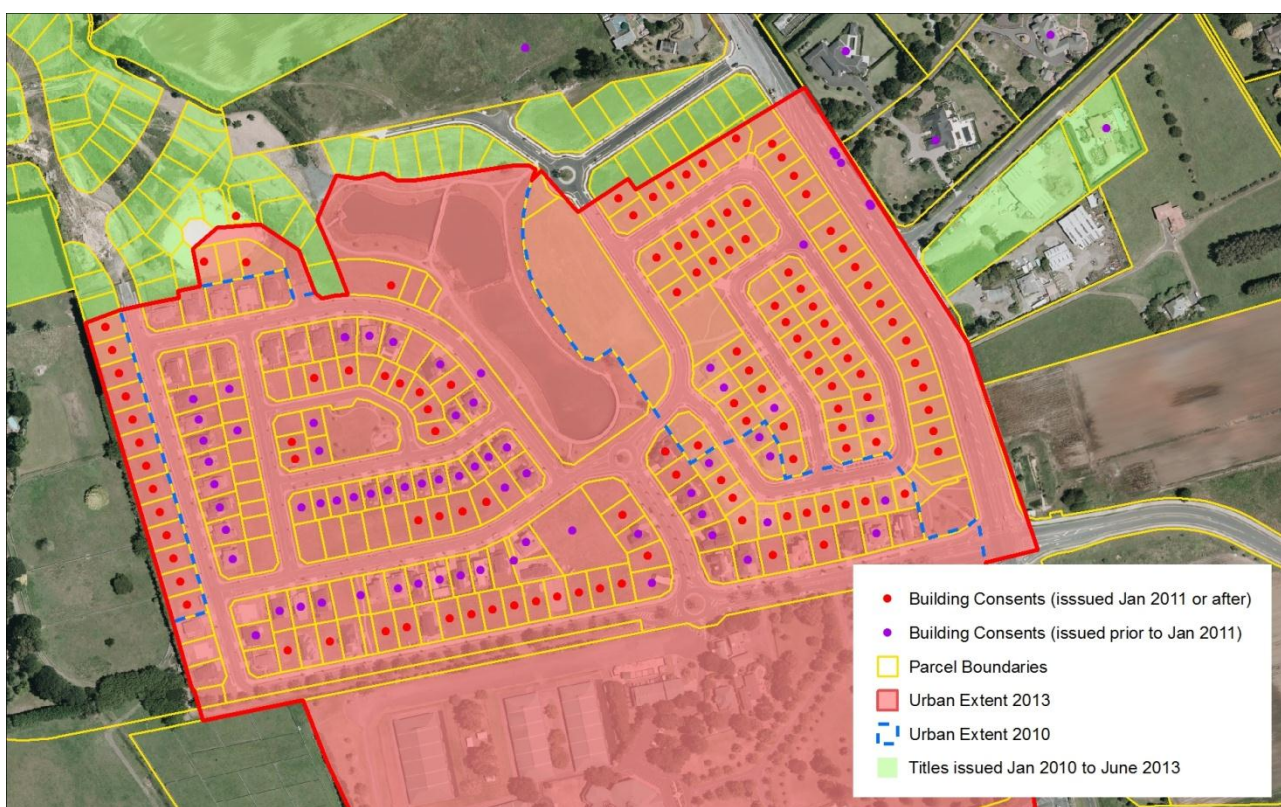 Building Consents (isssued Jan 2011 or after)
Building Consents (issued prior to Jan 2011)
Parcel Boundaries
Urban Extent 2013
Urban Extent 2010
Titles issued Jan 2010 to June 2013